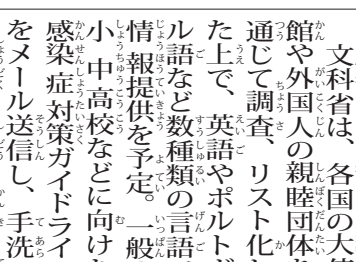 文科省は、各国の大使
館や外国人の親睦団体を
通じて調査、リスト化し
た上で、英語やポルトガ
ル語など数種類の言語で
情報提供を予定。一般の
小中高校などに向け
感染症対策ガイドライ
をメール送信し、手洗